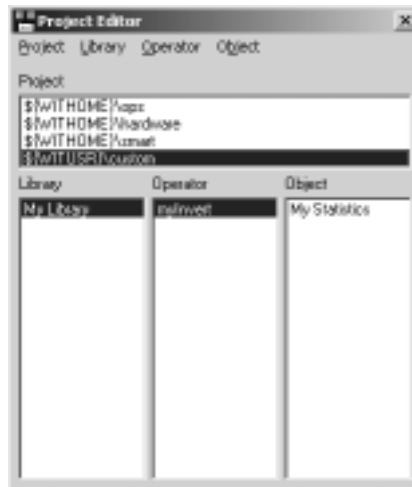 Project Editor
Project Library Operator Object
Project
$(WITHOME)\ops
$(WITHOME)\hardware
$(WITHOME)\smart
$(WITUSR)\custom
Library Operator Object
My Library myInvert My Statistics